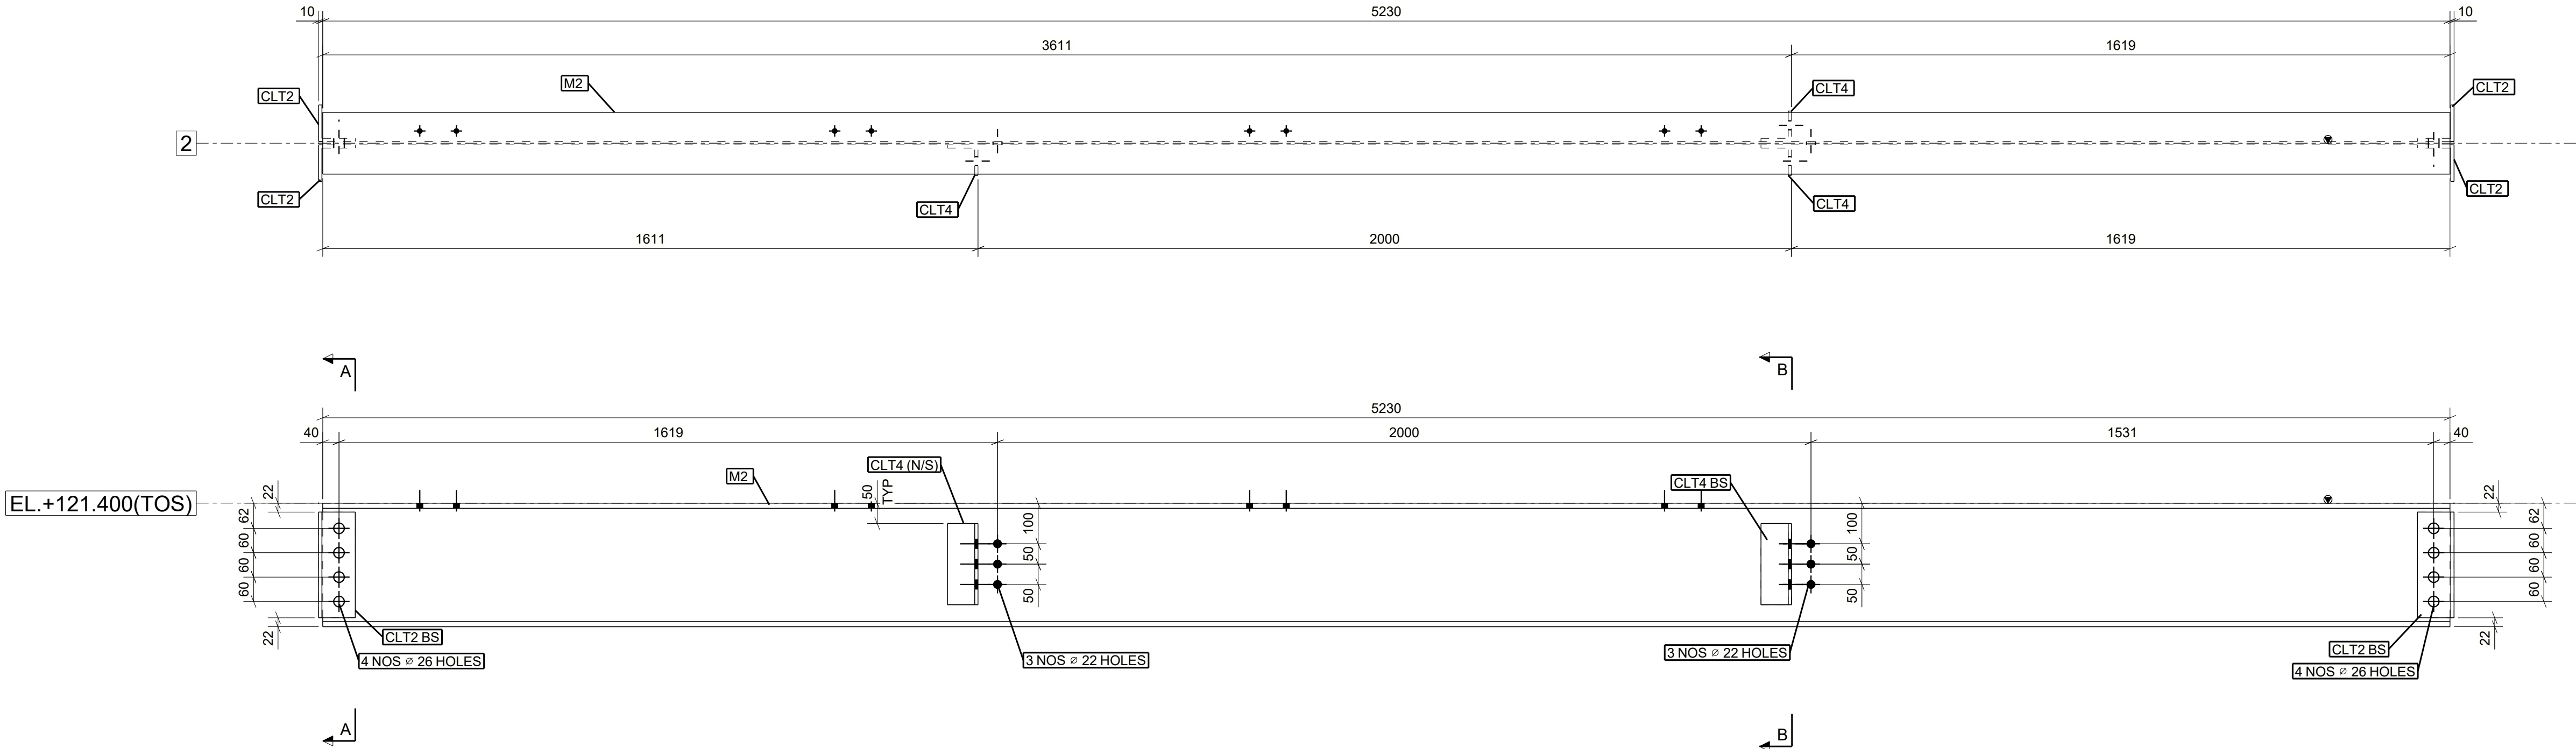 10
5230
10
3611
1619
M2
CLT2
CLT4
CLT2
2
CLT2
CLT4
CLT4
CLT2
1611
2000
1619
A
B
5230
40
1619
2000
1531
40
CLT4 (N/S)
M2
CLT4 BS
EL.+121.400(TOS)
22
62
60
60
60
22
50
TYP
100
50
50
100
50
50
22
62
60
60
60
22
CLT2 BS
4 NOS ⌀ 26 HOLES
3 NOS ⌀ 22 HOLES
3 NOS ⌀ 22 HOLES
CLT2 BS
4 NOS ⌀ 26 HOLES
A
B